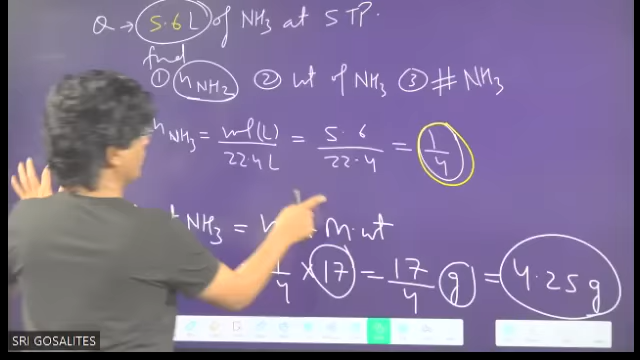 Q → 5.6 L of NH3 at STP.
find
① nNH3 ② wt of NH3 ③ # NH3
nNH3 = vol(L) / 22.4 L = 5.6 / 22.4 = 1/4
NH3 = M.wt
1/4 × 17 = 17/4 g = 4.25 g
SRI GOSALITES